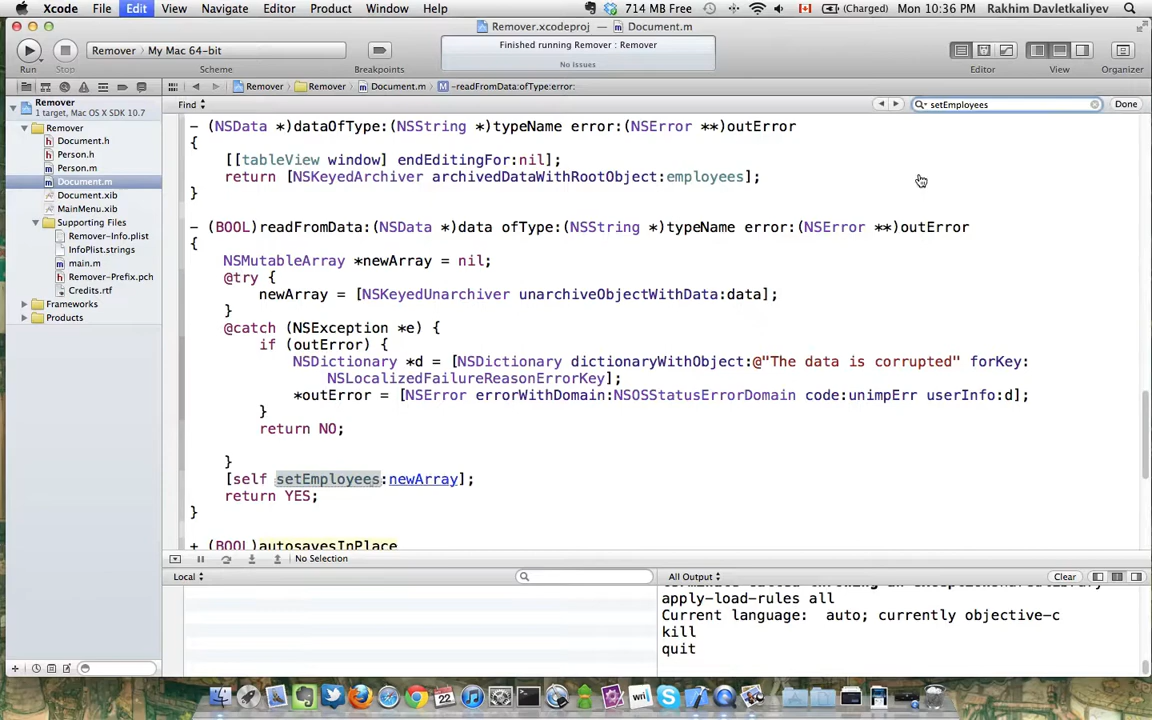 Xcode File Edit View Navigate Editor Product Window Help 714 MB Free (Charged) Mon 10:36 PM Rakhim Davletkaliyev
Remover.xcodeproj — Document.m
Remover My Mac 64-bit
Finished running Remover : Remover
No Issues
Run Stop Scheme Breakpoints Editor View Organizer
Remover Remover Document.m -readFromData:ofType:error:
Remover
1 target, Mac OS X SDK 10.7
Remover
Document.h
Person.h
Person.m
Document.m
Document.xib
MainMenu.xib
Supporting Files
Remover-Info.plist
InfoPlist.strings
main.m
Remover-Prefix.pch
Credits.rtf
Frameworks
Products
Find setEmployees Done
- (NSData *)dataOfType:(NSString *)typeName error:(NSError **)outError
{
[[tableView window] endEditingFor:nil];
return [NSKeyedArchiver archivedDataWithRootObject:employees];
}
- (BOOL)readFromData:(NSData *)data ofType:(NSString *)typeName error:(NSError **)outError
{
NSMutableArray *newArray = nil;
@try {
newArray = [NSKeyedUnarchiver unarchiveObjectWithData:data];
}
@catch (NSException *e) {
if (outError) {
NSDictionary *d = [NSDictionary dictionaryWithObject:@"The data is corrupted" forKey:
NSLocalizedFailureReasonErrorKey];
*outError = [NSError errorWithDomain:NSOSStatusErrorDomain code:unimpErr userInfo:d];
}
return NO;
}
[self setEmployees:newArray];
return YES;
}
+ (BOOL)autosavesInPlace
No Selection
Local
All Output Clear
apply-load-rules all
Current language: auto; currently objective-c
kill
quit
22
wri